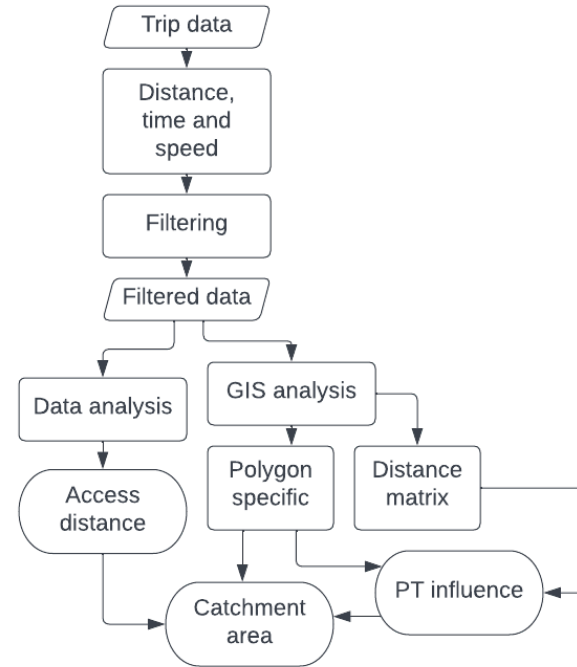 Trip data
Distance,
time and
speed
Filtering
Filtered data
Data analysis
GIS analysis
Access
distance
Polygon
specific
Distance
matrix
Catchment
area
PT influence